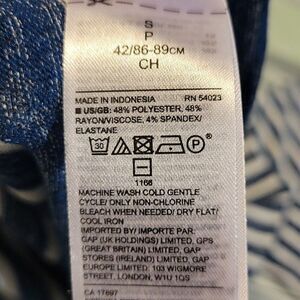 S
P
42/86-89CM
CH
MADE IN INDONESIA RN 54023
US/GB: 48% POLYESTER, 48%
RAYON/VISCOSE, 4% SPANDEX/
ELASTANE
30 P
1166
MACHINE WASH COLD GENTLE
CYCLE/ ONLY NON-CHLORINE
BLEACH WHEN NEEDED/ DRY FLAT/
COOL IRON
IMPORTED BY/ IMPORTE PAR:
GAP (UK HOLDINGS) LIMITED, GPS
(GREAT BRITAIN) LIMITED, GAP
STORES (IRELAND) LIMITED, GAP
EUROPE LIMITED: 103 WIGMORE
STREET, LONDON, W1U 1QS
CA 17897